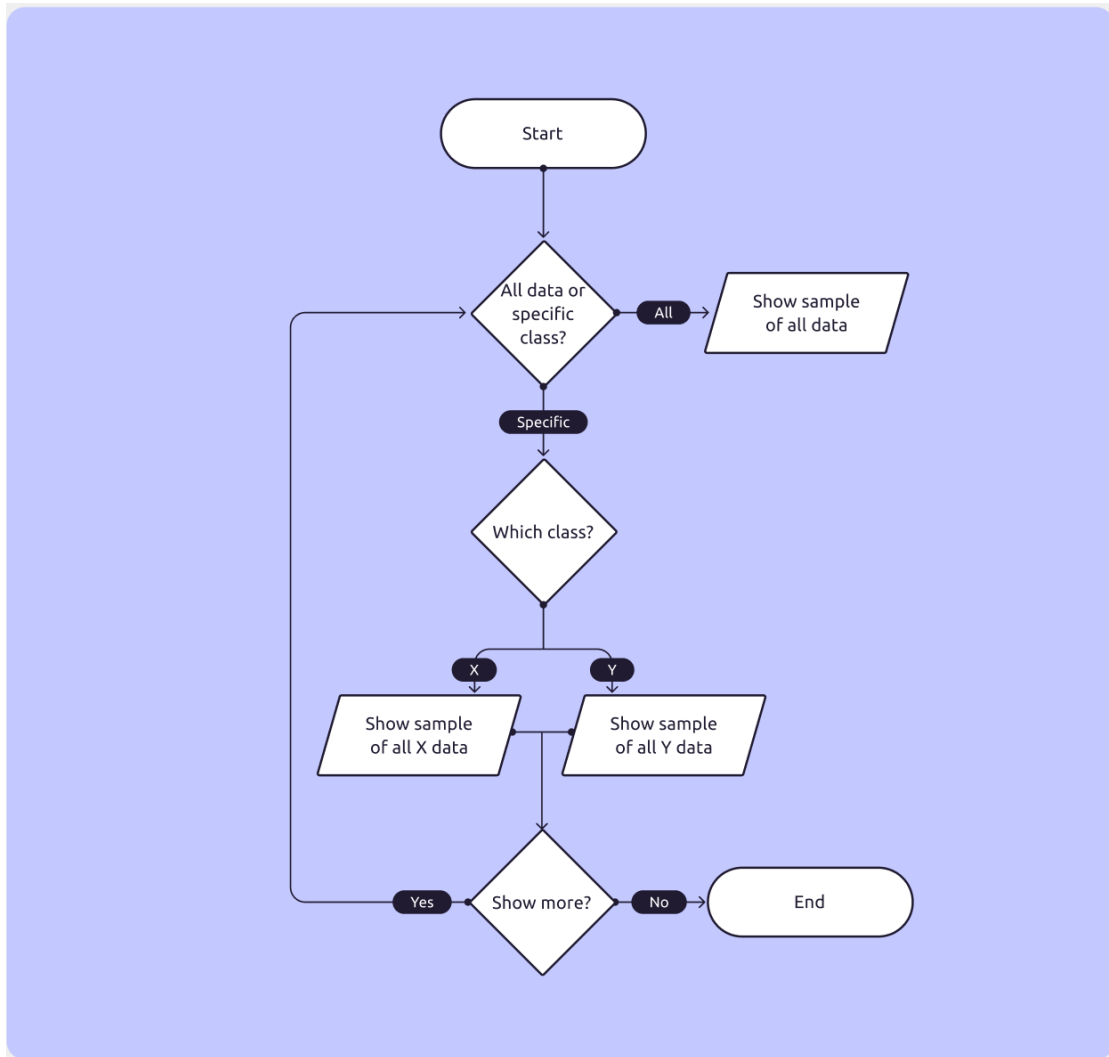 Start
All data or
specific
class?
All
Show sample
of all data
Specific
Which class?
X
Y
Show sample
of all X data
Show sample
of all Y data
Yes
Show more?
No
End